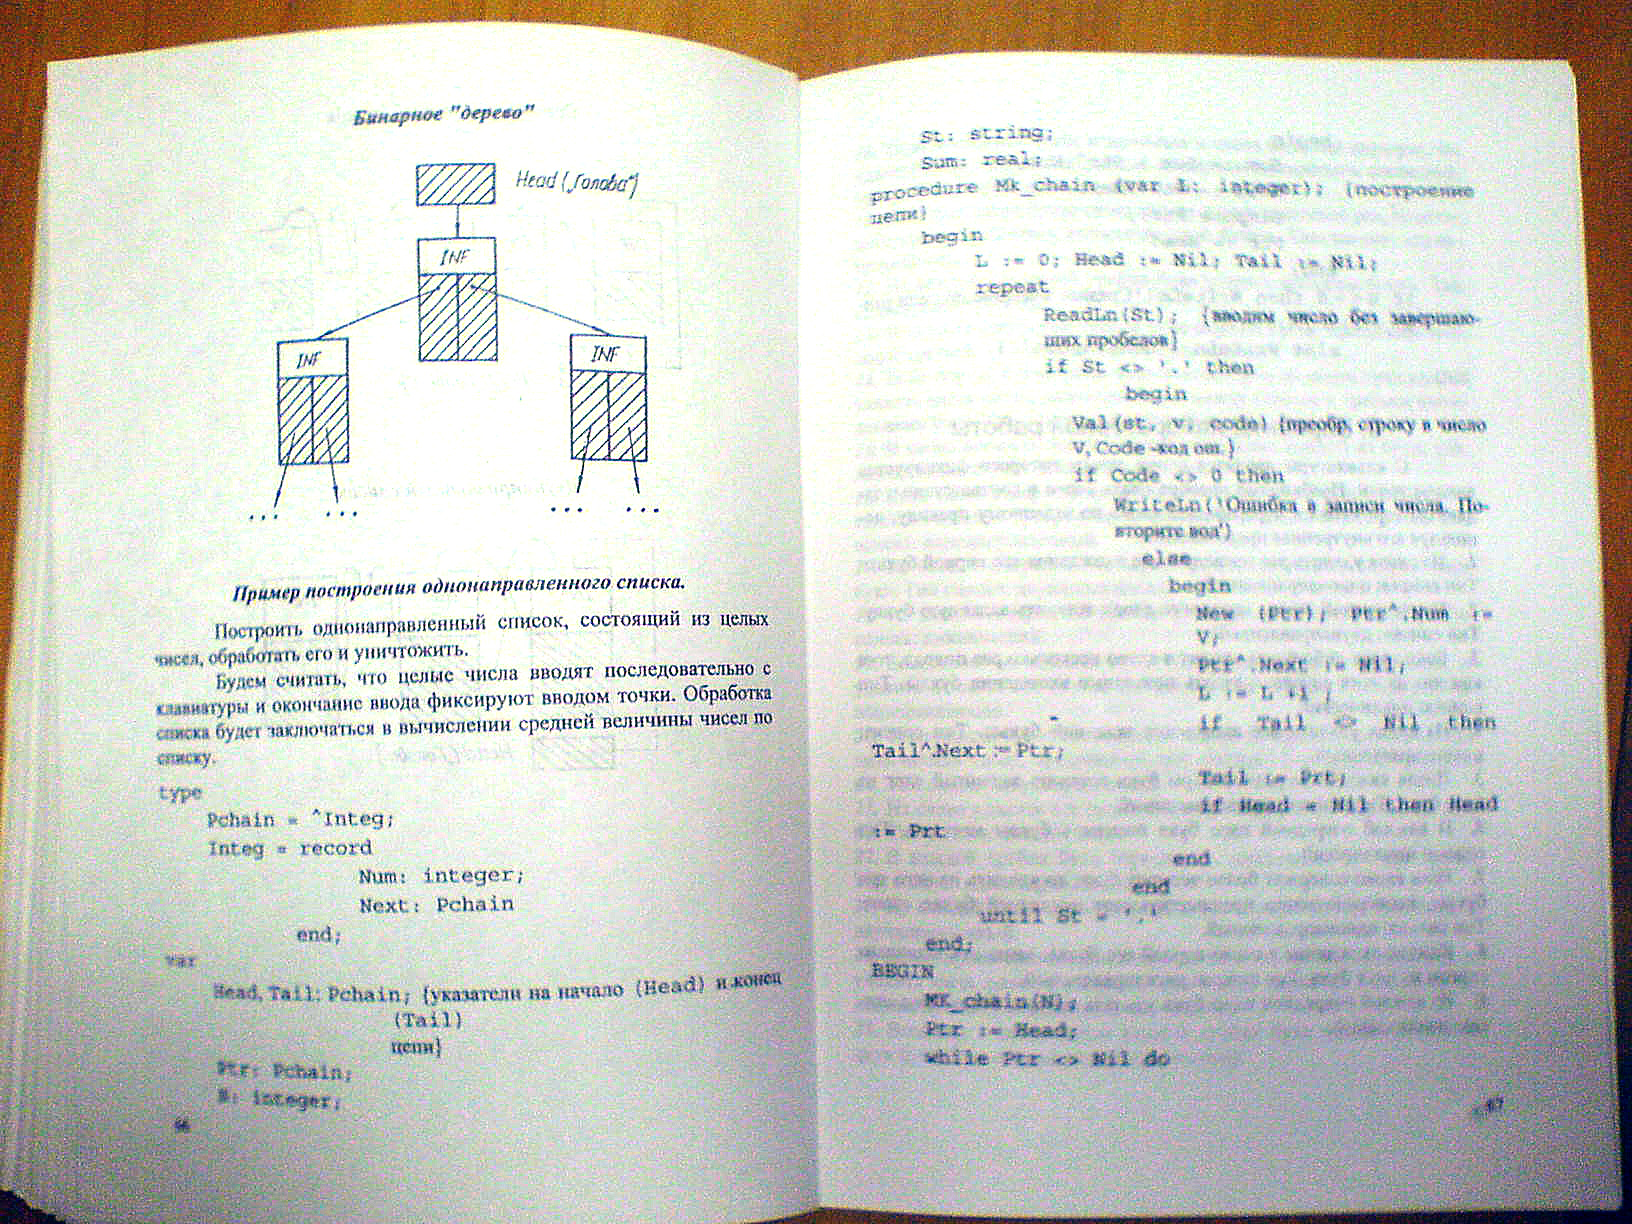 Бинарное "дерево"
Head („Голова")
INF
INF
INF
... ... ... ...
Пример построения однонаправленного списка.
Построить однонаправленный список, состоящий из целых
чисел, обработать его и уничтожить.
Будем считать, что целые числа вводят последовательно с
клавиатуры и окончание ввода фиксируют вводом точки. Обработка
списка будет заключаться в вычислении средней величины чисел по
списку.
type
Pchain = ^Integ;
Integ = record
Num: integer;
Next: Pchain
end;
var
Head, Tail: Pchain; {указатели на начало (Head) и конец
(Tail)
цепи}
Ptr: Pchain;
N: integer;
66
St: string;
Sum: real;
procedure Mk_chain (var L: integer); {построение
цепи}
begin
L := 0; Head := Nil; Tail := Nil;
repeat
ReadLn(St); {вводим число без завершаю-
щих пробелов}
if St <> '.' then
begin
Val(st, v, code) {преобр. строку в число
V, Code -код ош.}
if Code <> 0 then
WriteLn('Ошибка в записи числа. По-
вторите вод')
else
begin
New (Ptr); Ptr^.Num :=
V;
Ptr^.Next := Nil;
L := L +1 ;
if Tail <> Nil then
Tail^.Next := Ptr;
Tail := Prt;
if Head = Nil then Head
:= Prt
end
end
until St = '.'
end;
BEGIN
MK_chain(N);
Ptr := Head;
while Ptr <> Nil do
67